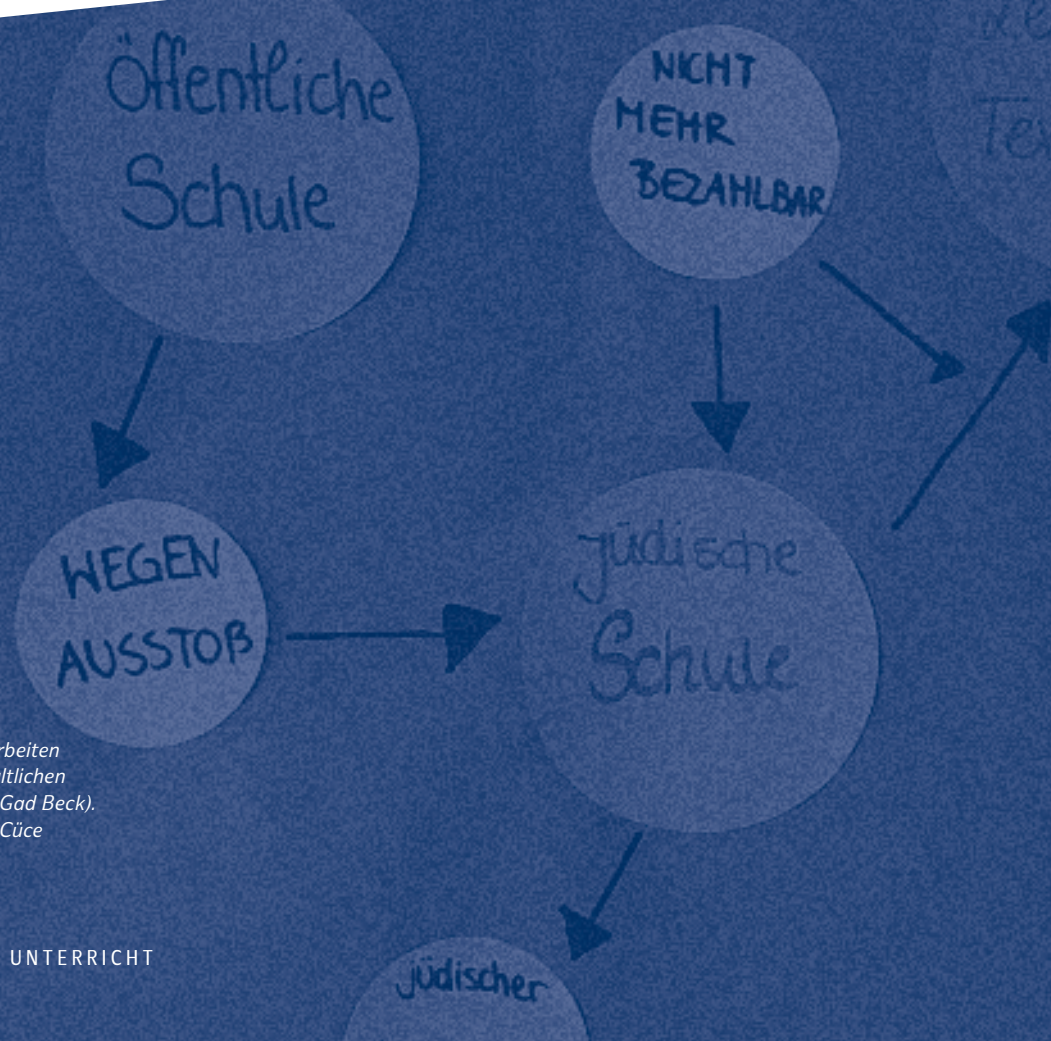 Öffentliche
Schule
NICHT
MEHR
BEZAHLBAR
WEGEN
AUSSTOẞ
jüdische
Schule
jüdischer
rbeiten
ltlichen
Gad Beck).
Cüce
UNTERRICHT